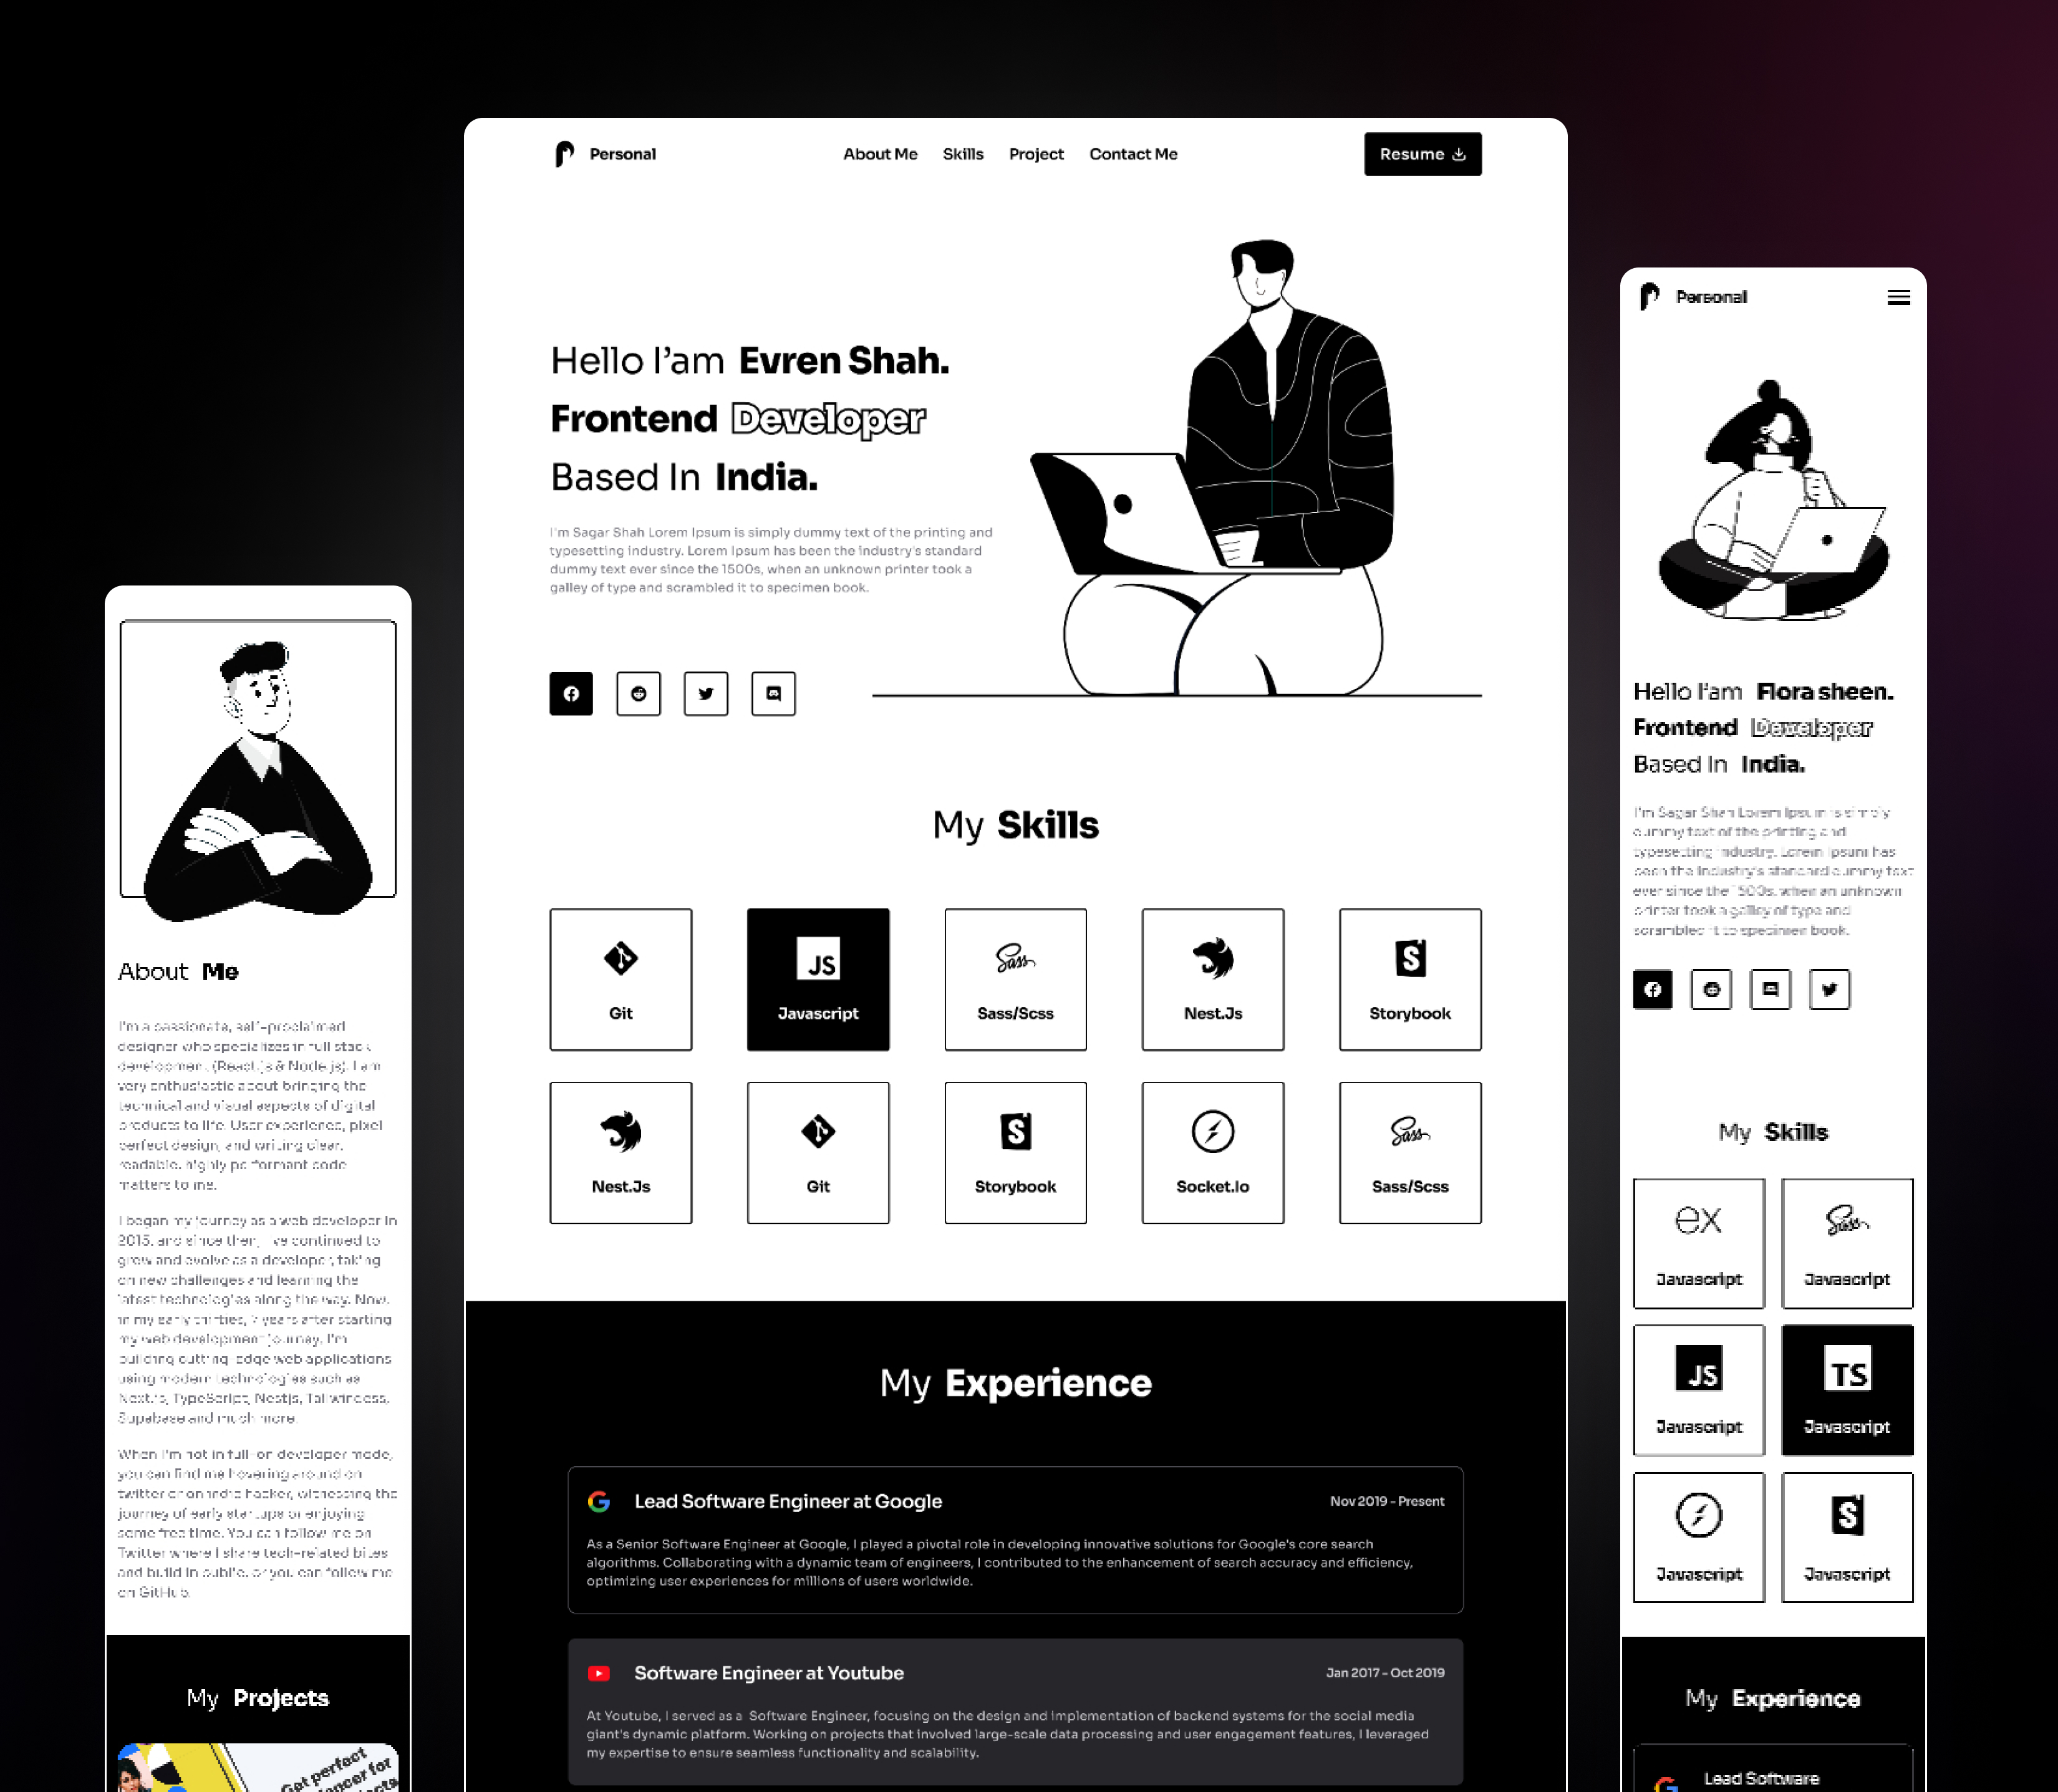 Personal
About Me
Skills
Project
Contact Me
Resume
Hello I’am Evren Shah.
Frontend Developer
Based In India.
I'm Sagar Shah Lorem Ipsum is simply dummy text of the printing and
typesetting industry. Lorem Ipsum has been the industry's standard
dummy text ever since the 1500s, when an unknown printer took a
galley of type and scrambled it to specimen book.
My Skills
Git
JS
Javascript
Sass
Sass/Scss
Nest.Js
S
Storybook
Nest.Js
Git
S
Storybook
Socket.Io
Sass
Sass/Scss
My Experience
Lead Software Engineer at Google
Nov 2019 - Present
As a Senior Software Engineer at Google, I played a pivotal role in developing innovative solutions for Google's core search
algorithms. Collaborating with a dynamic team of engineers, I contributed to the enhancement of search accuracy and efficiency,
optimizing user experiences for millions of users worldwide.
Software Engineer at Youtube
Jan 2017 - Oct 2019
At Youtube, I served as a Software Engineer, focusing on the design and implementation of backend systems for the social media
giant's dynamic platform. Working on projects that involved large-scale data processing and user engagement features, I leveraged
my expertise to ensure seamless functionality and scalability.
About Me
I'm a passionate, self-proclaimed
designer who specializes in full stack
development (React.js & Node.js). I am
very enthusiastic about bringing the
technical and visual aspects of digital
products to life. User experience, pixel
perfect design, and writing clear,
readable, highly performant code
matters to me.
I began my journey as a web developer in
2015, and since then, I've continued to
grow and evolve as a developer, taking
on new challenges and learning the
latest technologies along the way. Now,
in my early thirties, 7 years after starting
my web development journey, I'm
building cutting-edge web applications
using modern technologies such as
Next.js, TypeScript, Nestjs, Tailwindcss,
Supabase and much more.
When I'm not in full-on developer mode,
you can find me hovering around on
twitter or on indie hacker, witnessing the
journey of early startups or enjoying
some free time. You can follow me on
Twitter where I share tech-related bites
and build in public, or you can follow me
on GitHub.
My Projects
Get perfect
for
Personal
Hello I’am Flora sheen.
Frontend Developer
Based In India.
I'm Sagar Shah Lorem Ipsum is simply
dummy text of the printing and
typesetting industry. Lorem Ipsum has
been the industry's standard dummy text
ever since the 1500s, when an unknown
printer took a galley of type and
scrambled it to specimen book.
My Skills
ex
Javascript
Sass
Javascript
JS
Javascript
TS
Javascript
Javascript
S
Javascript
My Experience
Lead Software